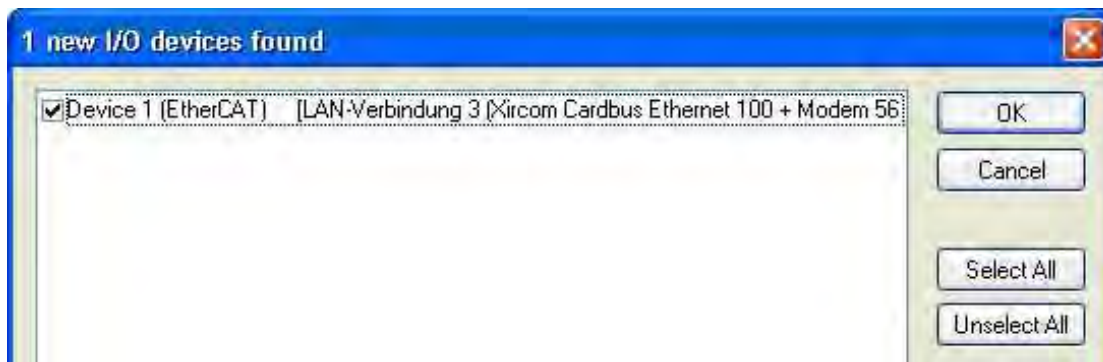 1 new I/O devices found
Device 1 (EtherCAT) [LAN-Verbindung 3 (Xircom Cardbus Ethernet 100 + Modem 56
OK
Cancel
Select All
Unselect All